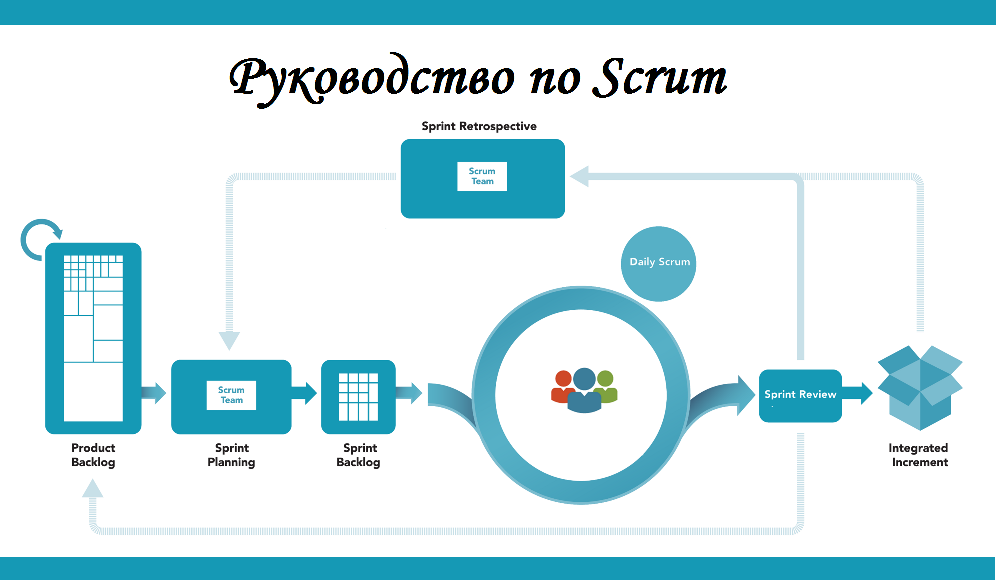 Руководство по Scrum
Sprint Retrospective
Scrum
Team
Daily Scrum
Scrum
Team
Sprint Review
Product
Backlog
Sprint
Planning
Sprint
Backlog
Integrated
Increment